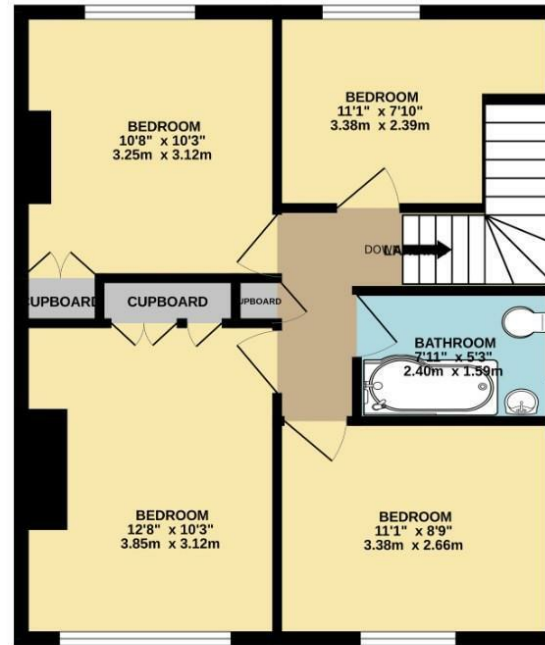 BEDROOM
10'8" x 10'3"
3.25m x 3.12m
BEDROOM
11'1" x 7'10"
3.38m x 2.39m
DOWN
CUPBOARD
CUPBOARD
UPBOARD
BATHROOM
7'11" x 5'3"
2.40m x 1.59m
BEDROOM
12'8" x 10'3"
3.85m x 3.12m
BEDROOM
11'1" x 8'9"
3.38m x 2.66m